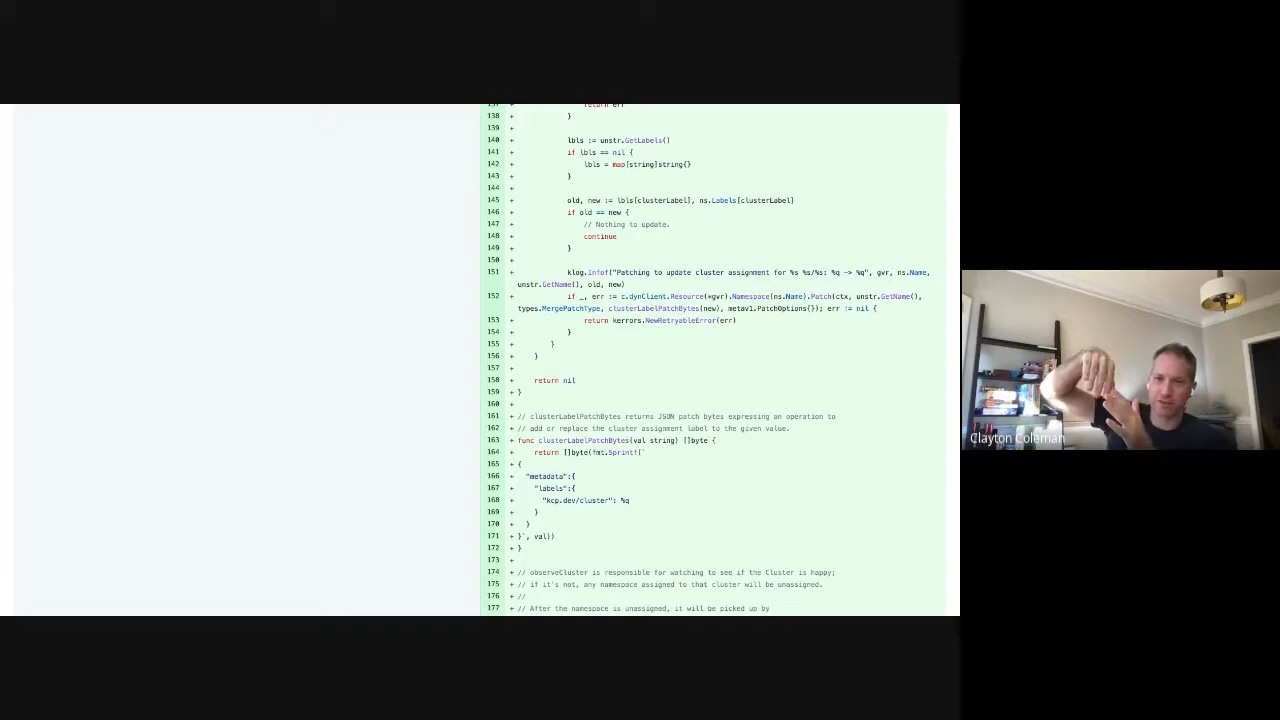 137 + return err
138 + }
139 +
140 + lbls := unstr.GetLabels()
141 + if lbls == nil {
142 + lbls = map[string]string{}
143 + }
144 +
145 + old, new := lbls[clusterLabel], ns.Labels[clusterLabel]
146 + if old == new {
147 + // Nothing to update.
148 + continue
149 + }
150 +
151 + klog.Infof("Patching to update cluster assignment for %s %s/%s: %q -> %q", gvr, ns.Name,
unstr.GetName(), old, new)
152 + if _, err := c.dynClient.Resource(*gvr).Namespace(ns.Name).Patch(ctx, unstr.GetName(),
types.MergePatchType, clusterLabelPatchBytes(new), metav1.PatchOptions{}); err != nil {
153 + return kerrors.NewRetryableError(err)
154 + }
155 + }
156 + }
157 +
158 + return nil
159 + }
160 +
161 + // clusterLabelPatchBytes returns JSON patch bytes expressing an operation to
162 + // add or replace the cluster assignment label to the given value.
163 + func clusterLabelPatchBytes(val string) []byte {
164 + return []byte(fmt.Sprintf(`
165 + {
166 + "metadata":{
167 + "labels":{
168 + "kcp.dev/cluster": %q
169 + }
170 + }
171 + }`, val))
172 + }
173 +
174 + // observeCluster is responsible for watching to see if the Cluster is happy;
175 + // if it's not, any namespace assigned to that cluster will be unassigned.
176 + //
177 + // After the namespace is unassigned, it will be picked up by
Clayton Coleman